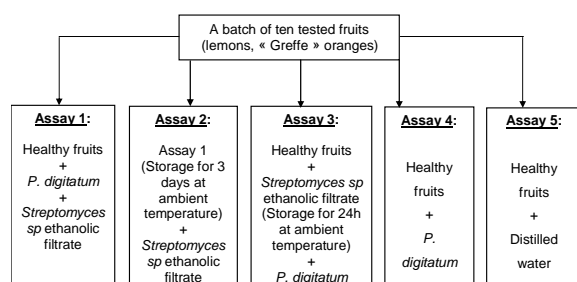 A batch of ten tested fruits
(lemons, « Greffe » oranges)
Assay 1:
Healthy fruits
+
P. digitatum
+
Streptomyces
sp ethanolic
filtrate
Assay 2:
Assay 1
(Storage for 3
days at
ambient
temperature)
+
Streptomyces
sp ethanolic
filtrate
Assay 3:
Healthy fruits
+
Streptomyces sp
ethanolic filtrate
(Storage for 24h
at ambient
temperature)
+
P. digitatum
Assay 4:
Healthy
fruits
+
P.
digitatum
Assay 5:
Healthy
fruits
+
Distilled
water